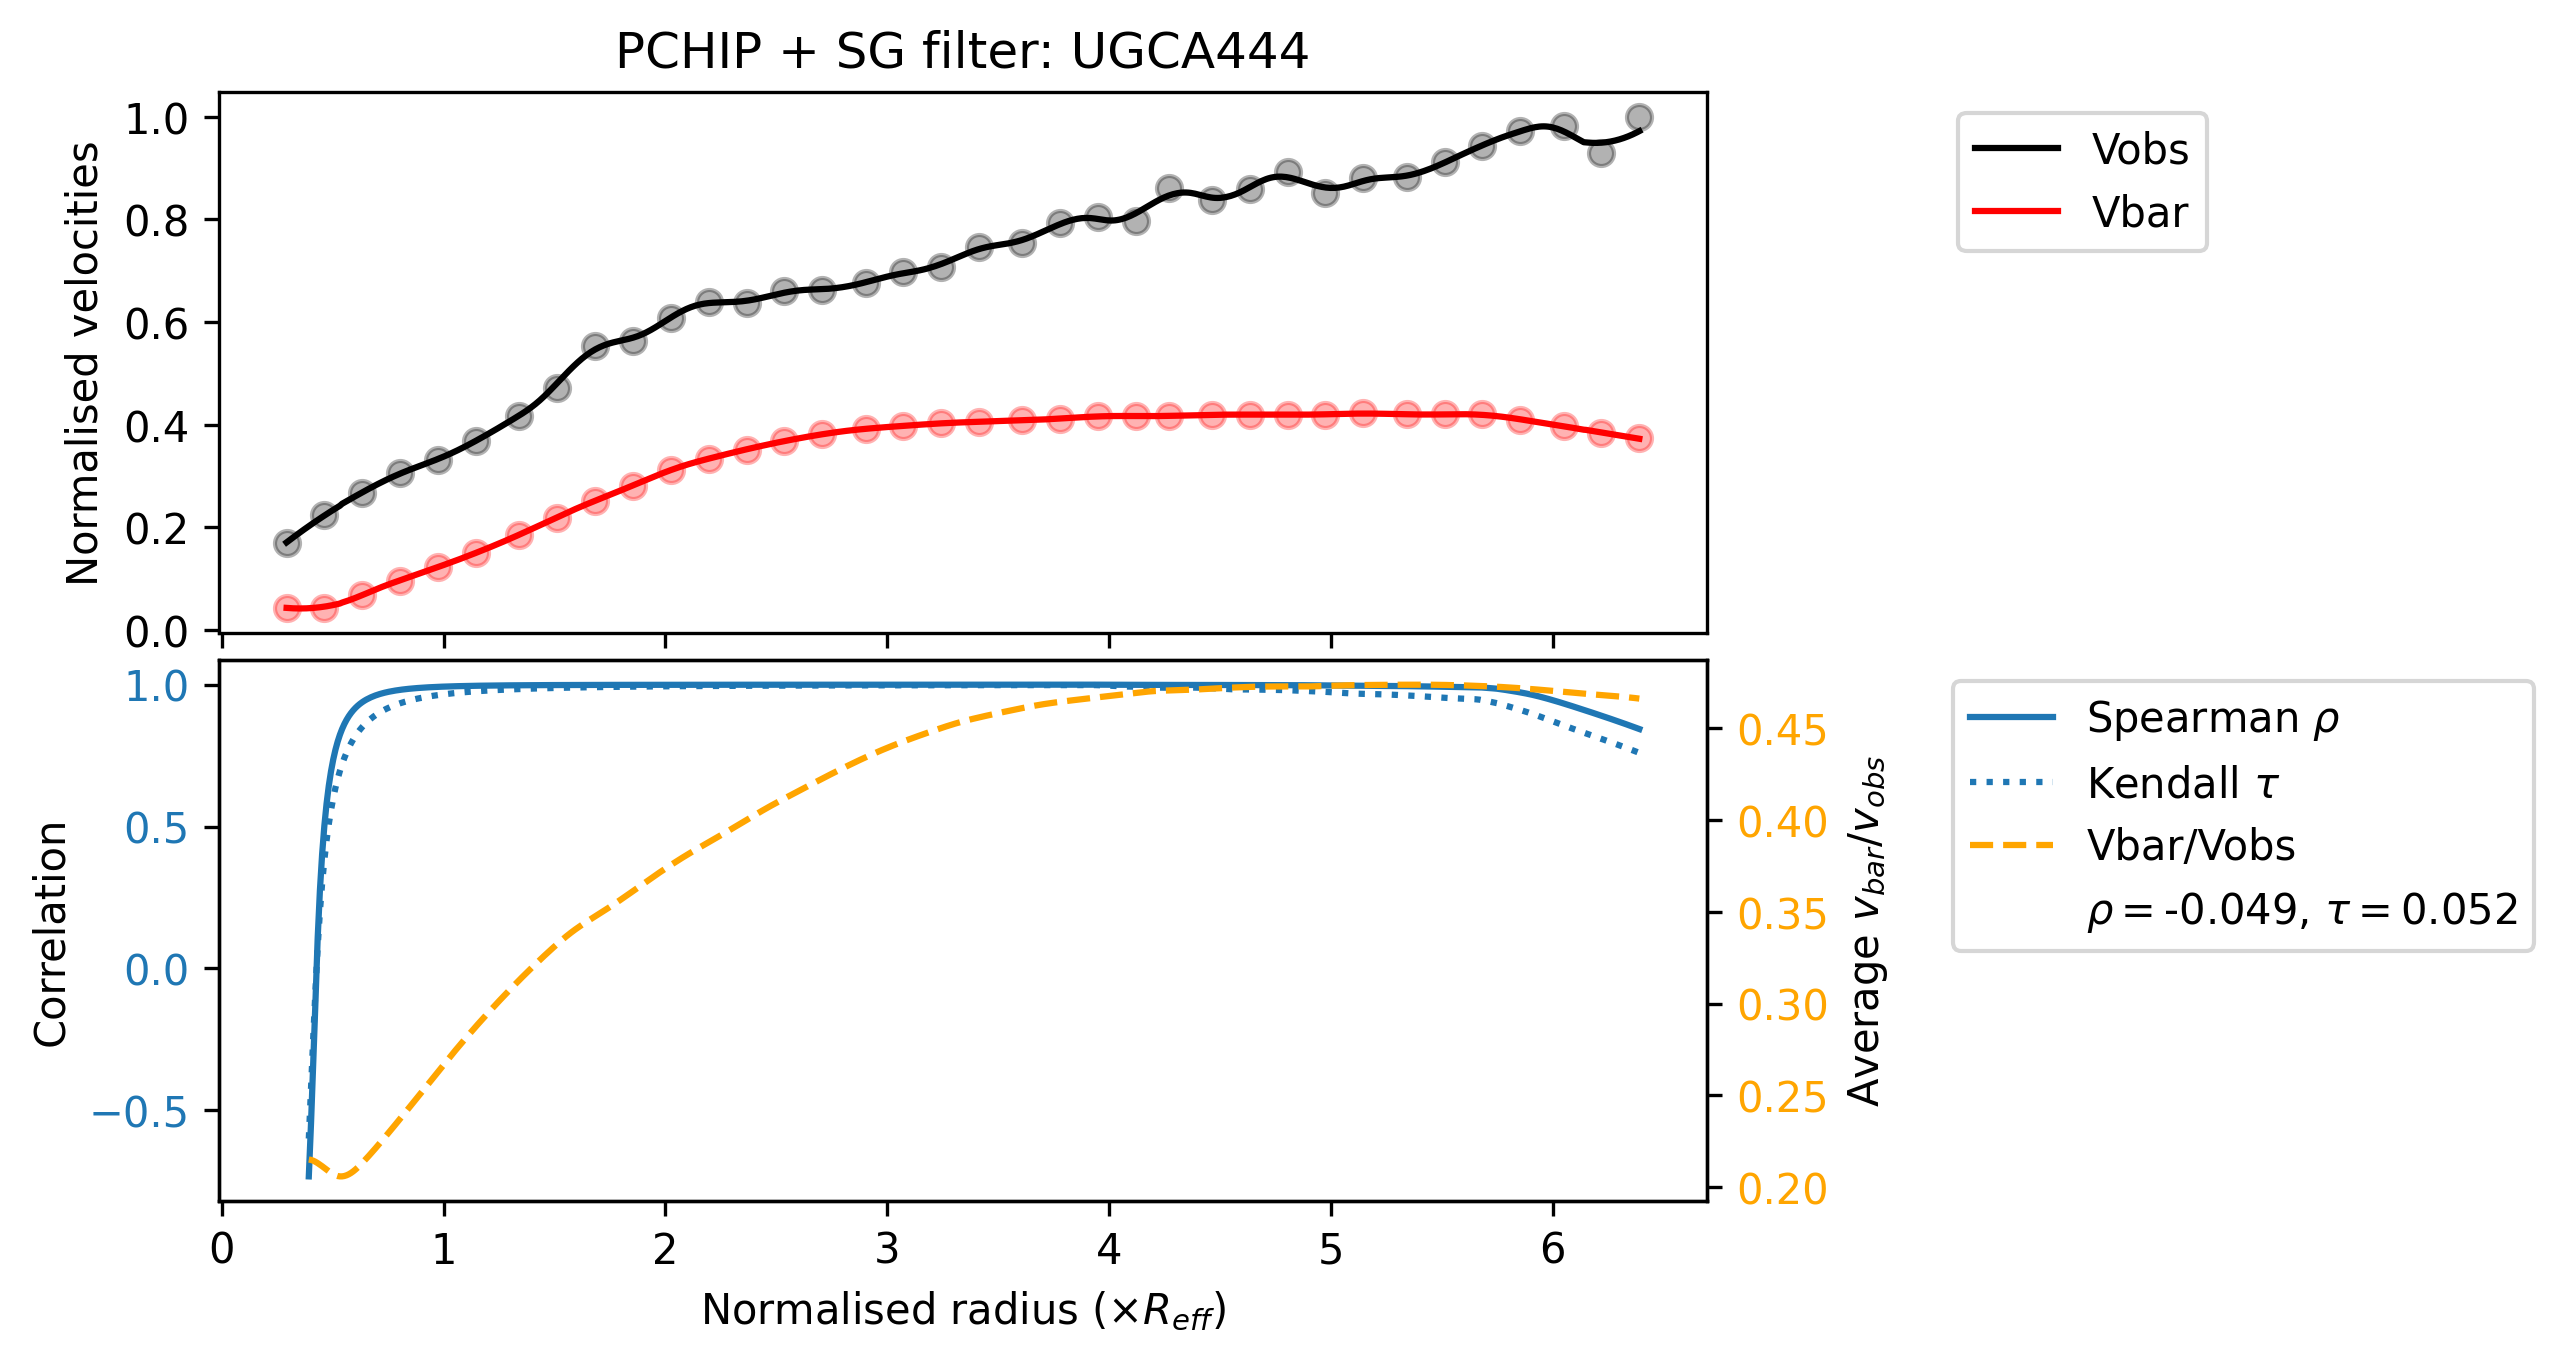 PCHIP + SG filter: UGCA444
Normalised velocities
1.0
0.8
0.6
0.4
0.2
0.0
Vobs
Vbar
Correlation
1.0
0.5
0.0
−0.5
0.45
0.40
0.35
0.30
0.25
0.20
Average v_bar/v_obs
Spearman ρ
Kendall τ
Vbar/Vobs
ρ = -0.049, τ = 0.052
0 1 2 3 4 5 6
Normalised radius (×R_eff)